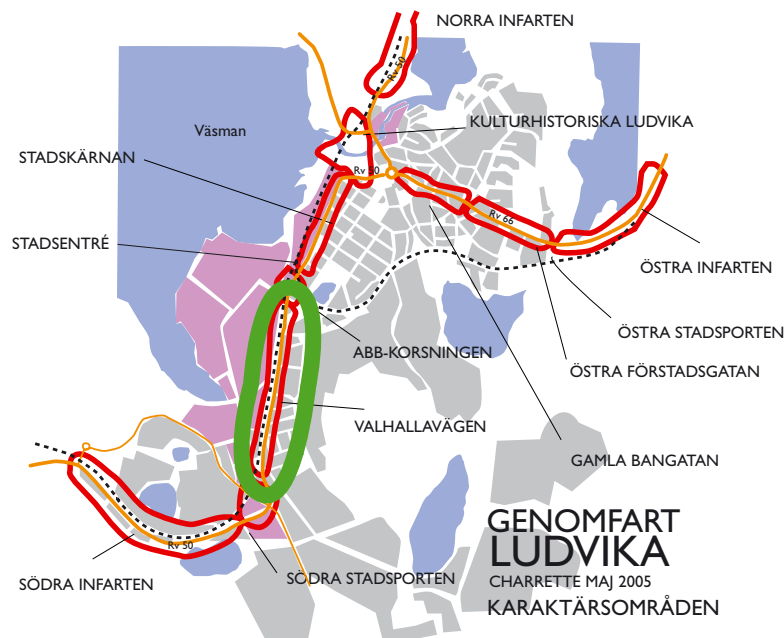 NORRA INFARTEN
Rv 50
KULTURHISTORISKA LUDVIKA
Väsman
STADSKÄRNAN
Rv 50
Rv 66
STADSENTRÉ
ÖSTRA INFARTEN
ÖSTRA STADSPORTEN
ABB-KORSNINGEN
ÖSTRA FÖRSTADSGATAN
VALHALLAVÄGEN
GAMLA BANGATAN
GENOMFART
LUDVIKA
Rv 50
SÖDRA INFARTEN
SÖDRA STADSPORTEN
CHARRETTE MAJ 2005
KARAKTÄRSOMRÅDEN